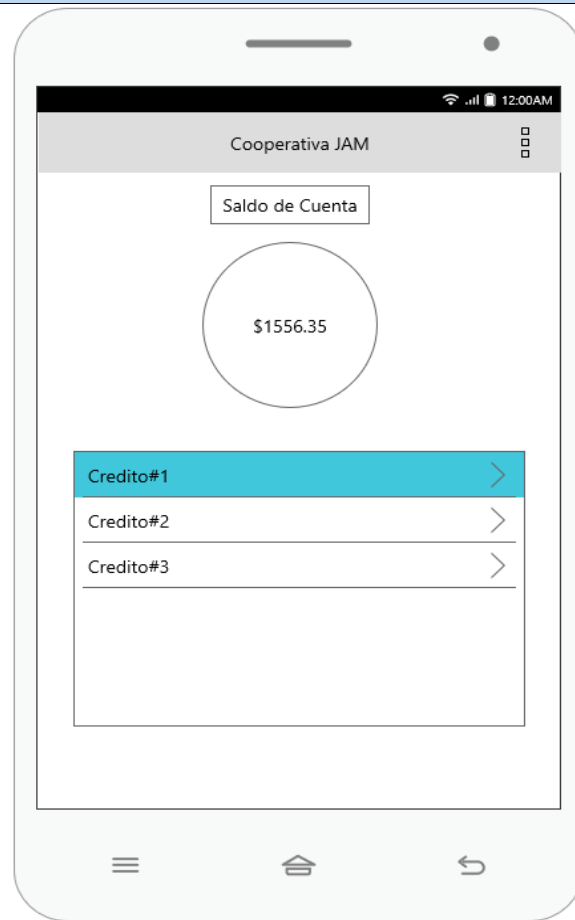 12:00AM
Cooperativa JAM
Saldo de Cuenta
$1556.35
Credito#1
Credito#2
Credito#3